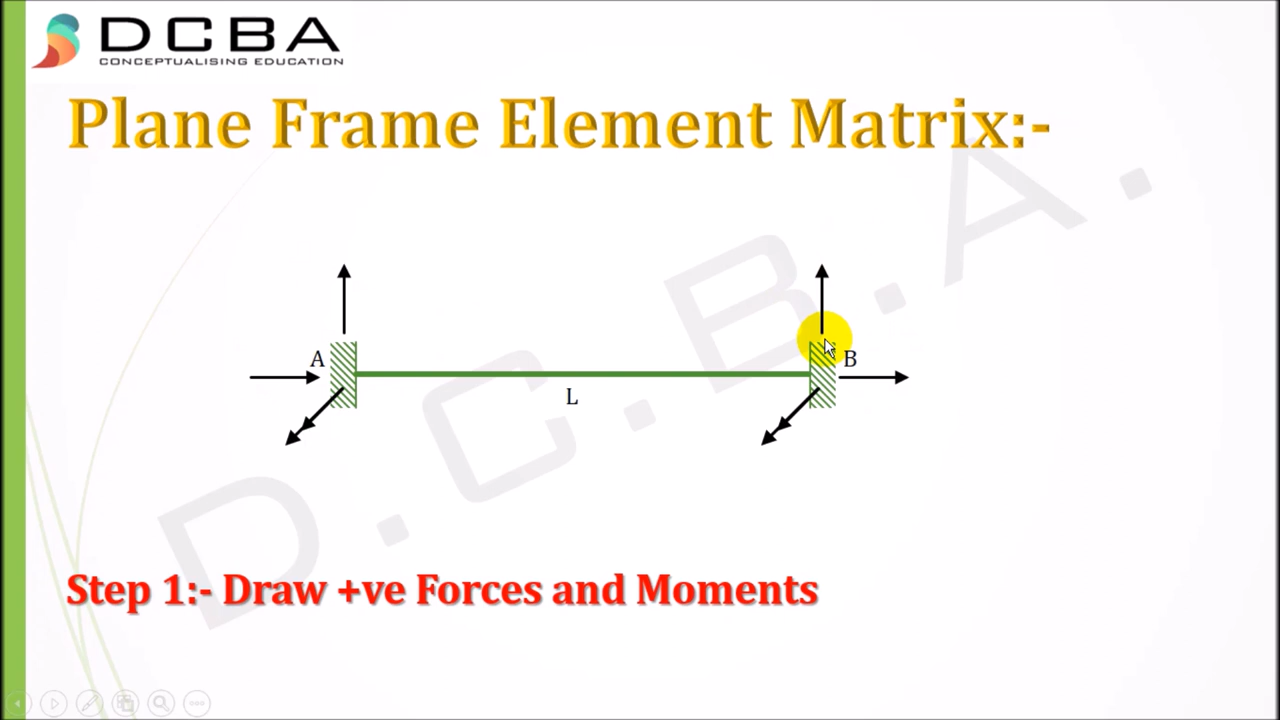 DCBA
CONCEPTUALISING EDUCATION
Plane Frame Element Matrix:-
D.C.B.A.
A
B
L
Step 1:- Draw +ve Forces and Moments